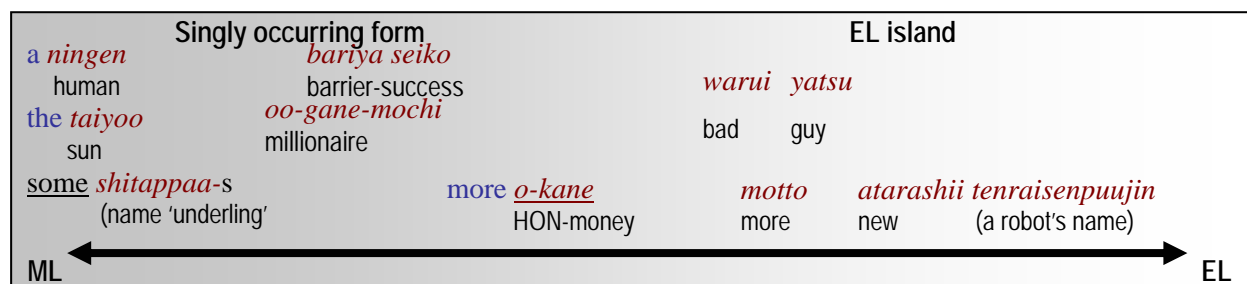 Singly occurring form EL island
a ningen bariya seiko
human barrier-success
warui yatsu
the taiyoo oo-gane-mochi
bad guy
sun millionaire
some shitappaa-s more o-kane motto atarashii tenraisenpuujin
(name 'underling' HON-money more new (a robot's name)
ML EL